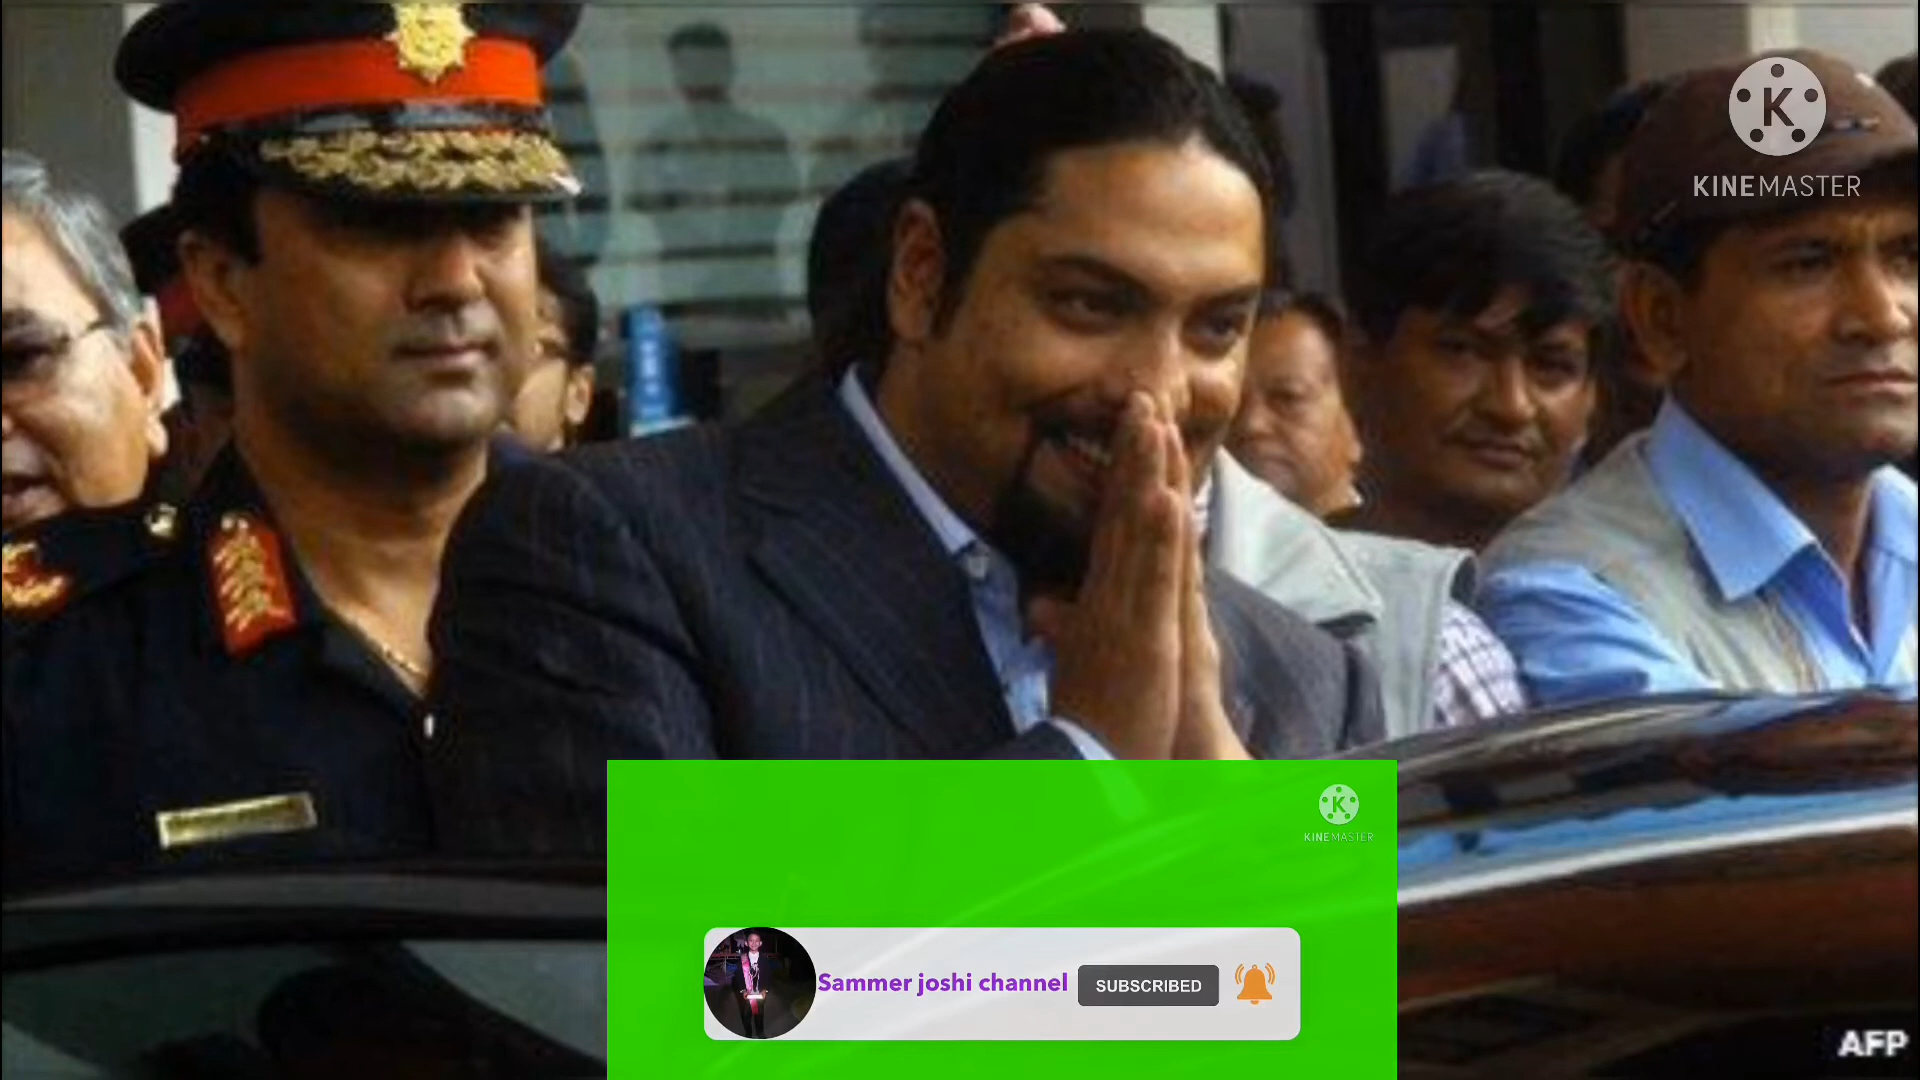 K
KINEMASTER
K
KINEMASTER
Sammer joshi channel
SUBSCRIBED
AFP